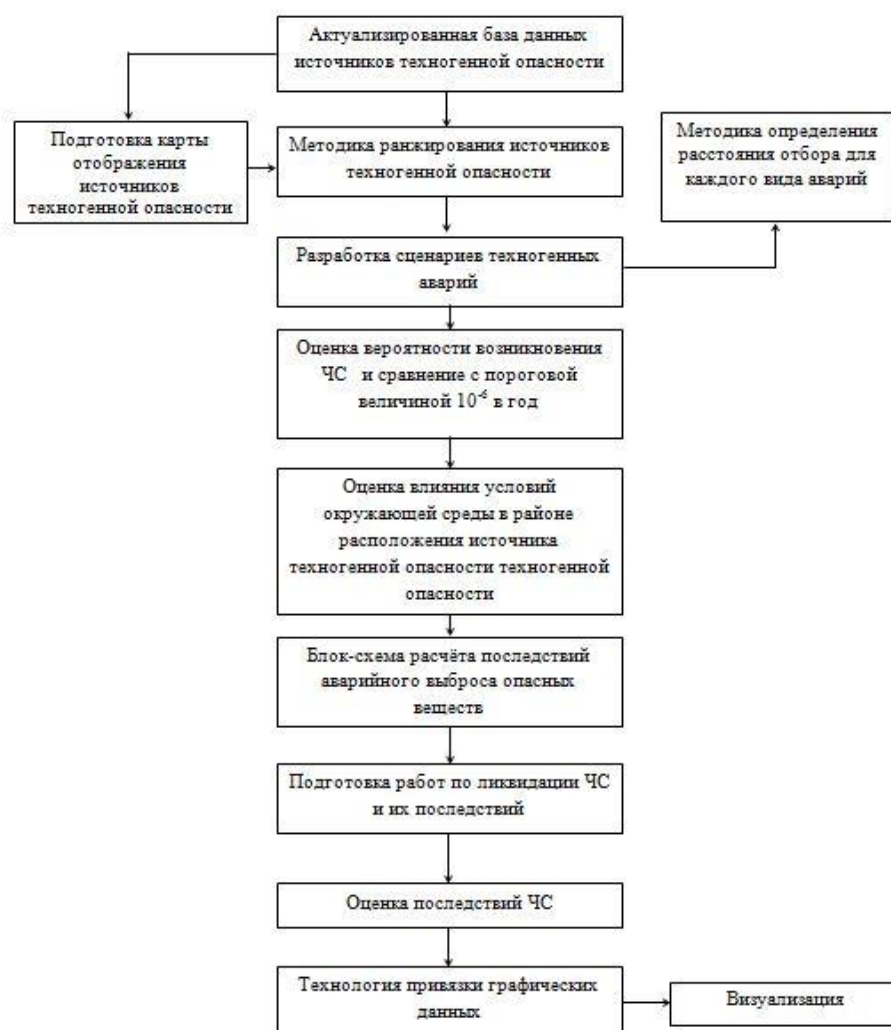 Актуализированная база данных
источников техногенной опасности
Подготовка карты
отображения
источников
техногенной опасности
Методика ранжирования источников
техногенной опасности
Методика определения
расстояния отбора для
каждого вида аварий
Разработка сценариев техногенных
аварий
Оценка вероятности возникновения
ЧС и сравнение с пороговой
величиной 10⁻⁶ в год
Оценка влияния условий
окружающей среды в районе
расположения источника
техногенной опасности техногенной
опасности
Блок-схема расчёта последствий
аварийного выброса опасных
веществ
Подготовка работ по ликвидации ЧС
и их последствий
Оценка последствий ЧС
Технология привязки графических
данных
Визуализация